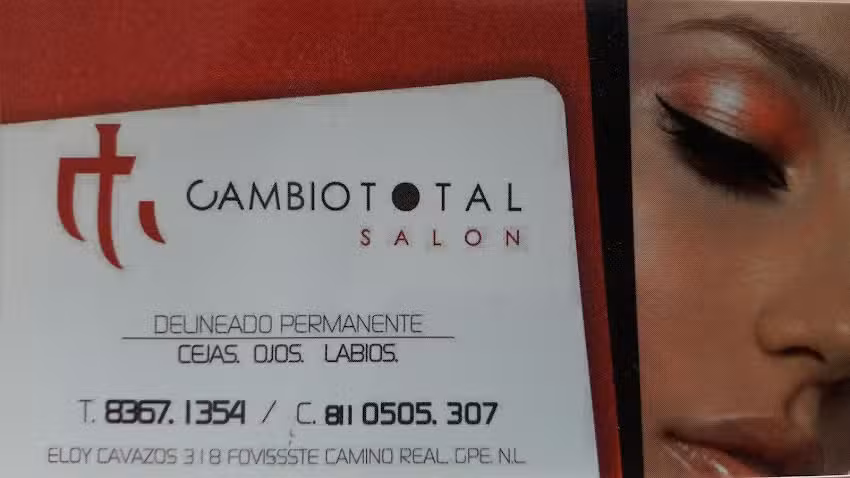 CAMBIOTOTAL
SALON
DELINEADO PERMANENTE
CEJAS. OJOS. LABIOS.
T. 8367.1354 / C. 811 0505. 307
ELOY CAVAZOS 318 FOVISSSTE CAMINO REAL. GPE. N.L.